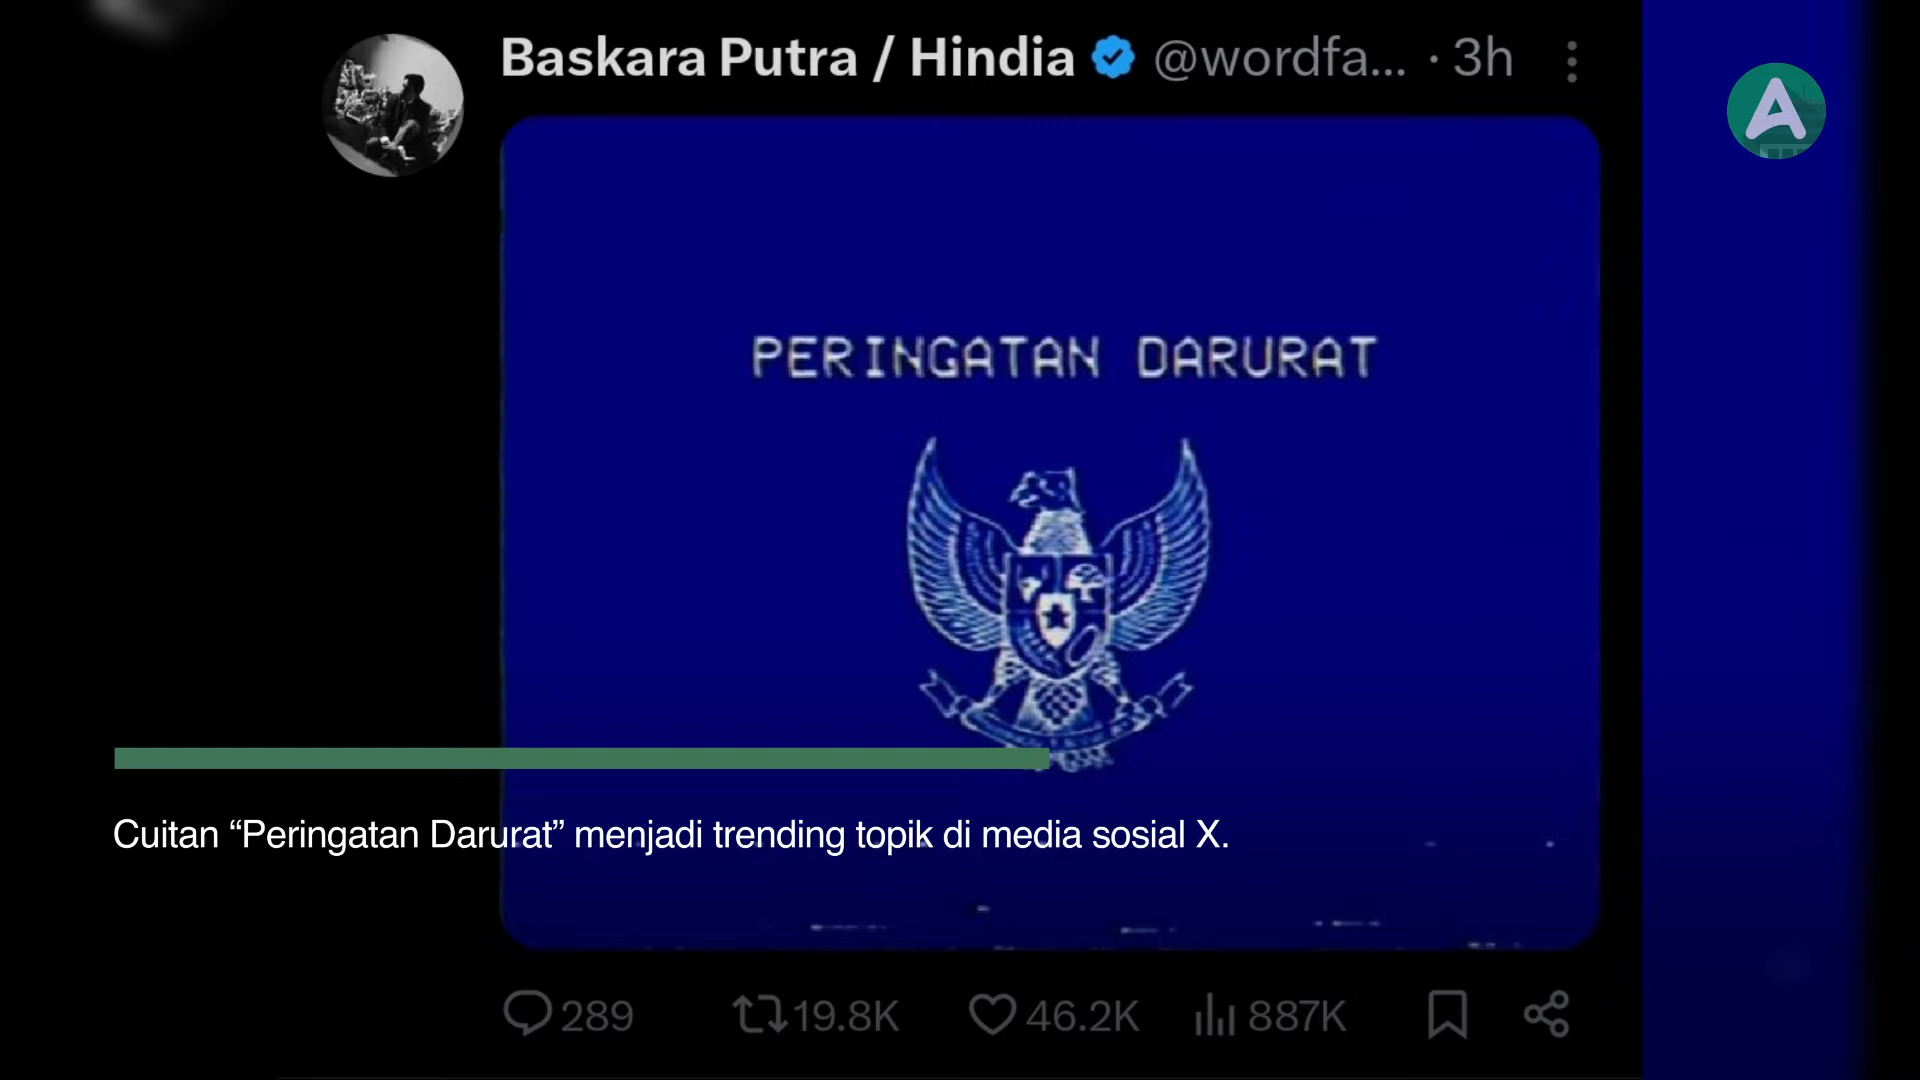 Baskara Putra / Hindia @wordfa... · 3h
PERINGATAN DARURAT
Cuitan “Peringatan Darurat” menjadi trending topik di media sosial X.
289 19.8K 46.2K 887K
A